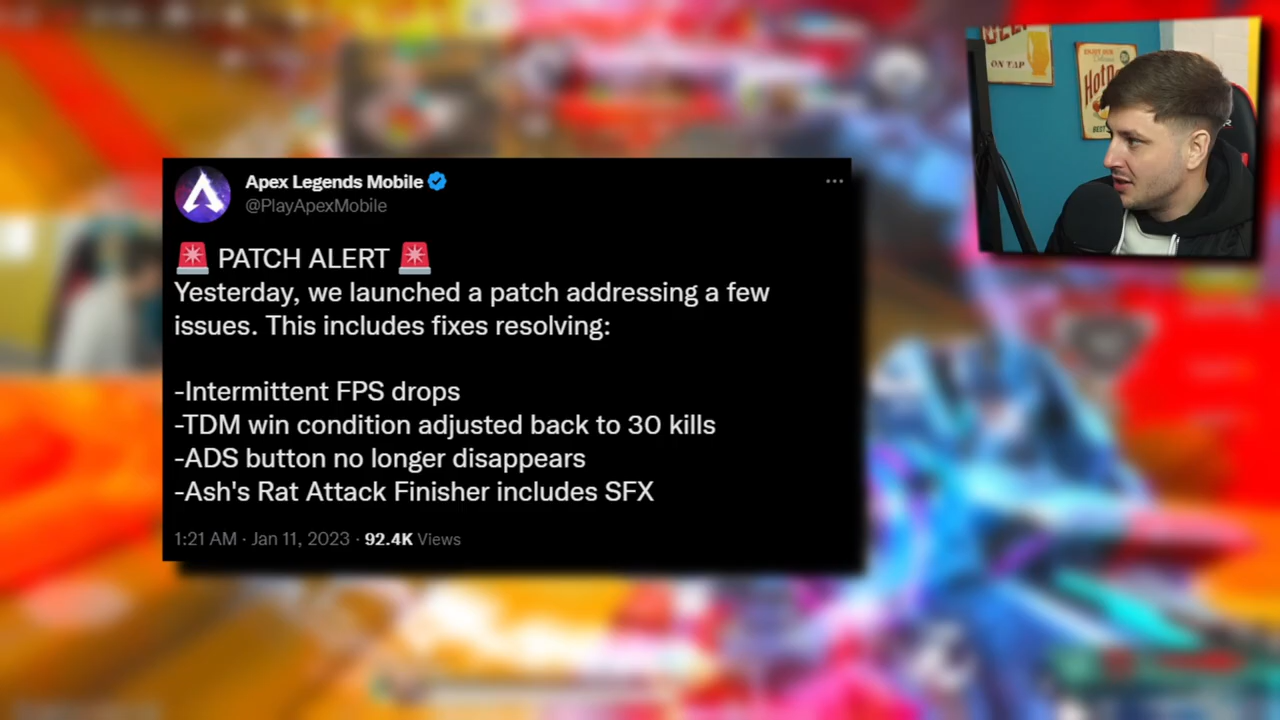 Apex Legends Mobile
@PlayApexMobile
🚨 PATCH ALERT 🚨
Yesterday, we launched a patch addressing a few
issues. This includes fixes resolving:
-Intermittent FPS drops
-TDM win condition adjusted back to 30 kills
-ADS button no longer disappears
-Ash's Rat Attack Finisher includes SFX
1:21 AM · Jan 11, 2023 · 92.4K Views
ON TAP